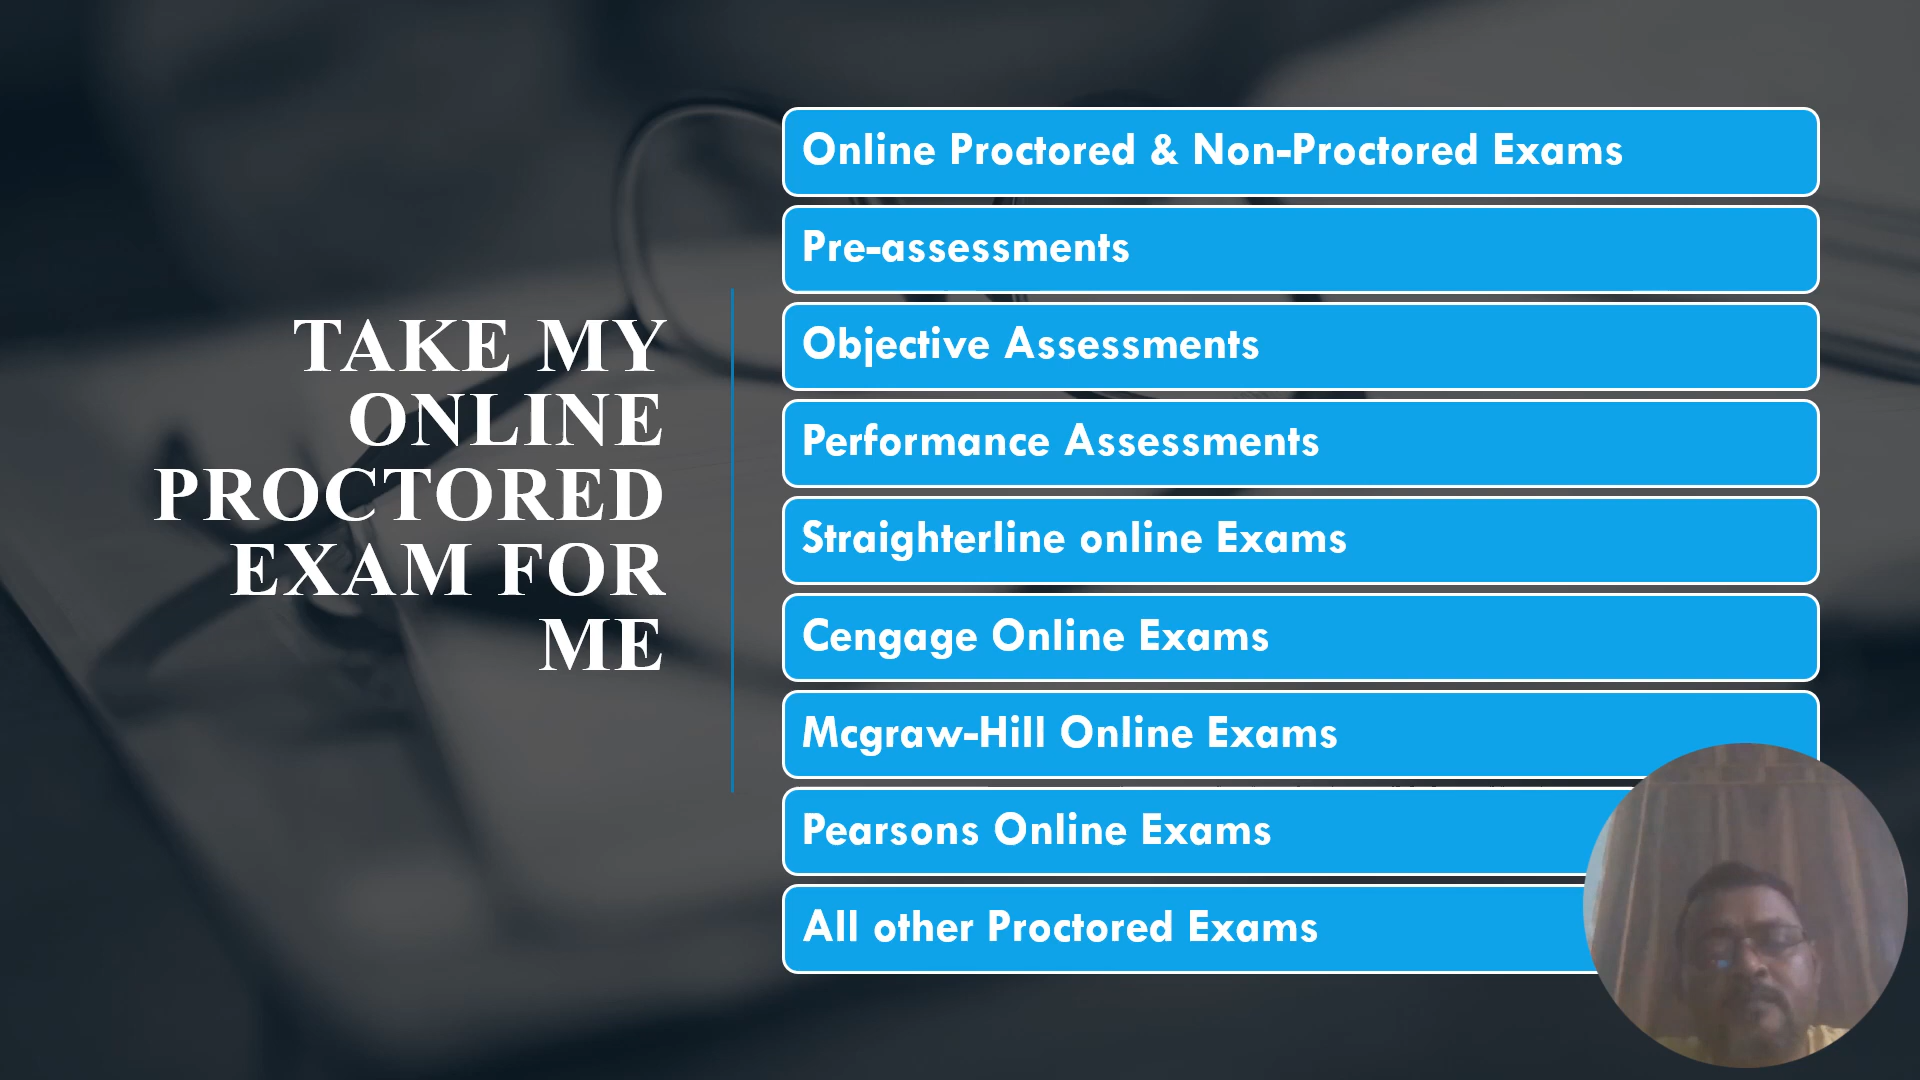 TAKE MY
ONLINE
PROCTORED
EXAM FOR
ME
Online Proctored & Non-Proctored Exams
Pre-assessments
Objective Assessments
Performance Assessments
Straighterline online Exams
Cengage Online Exams
Mcgraw-Hill Online Exams
Pearsons Online Exams
All other Proctored Exams